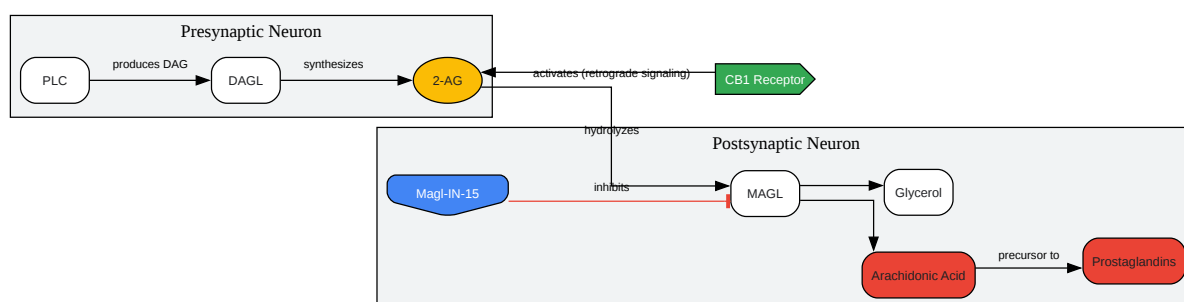 Presynaptic Neuron
PLC
produces DAG
DAGL
synthesizes
2-AG
activates (retrograde signaling)
CB1 Receptor
hydrolyzes
Postsynaptic Neuron
Magl-IN-15
inhibits
MAGL
Glycerol
Arachidonic Acid
precursor to
Prostaglandins